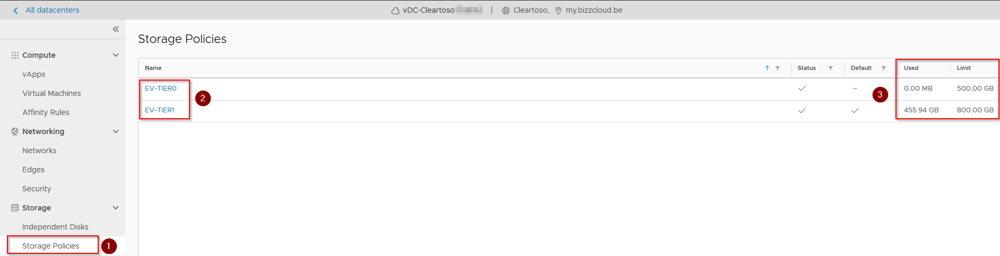 All datacenters
vDC-Cleartoso
Cleartoso, my.bizzcloud.be
Compute
vApps
Virtual Machines
Affinity Rules
Networking
Networks
Edges
Security
Storage
Independent Disks
Storage Policies
1
Storage Policies
Name Status Default Used Limit
EV-TIER0 – 0.00 MB 500.00 GB
2
3
EV-TIER1 455.94 GB 800.00 GB